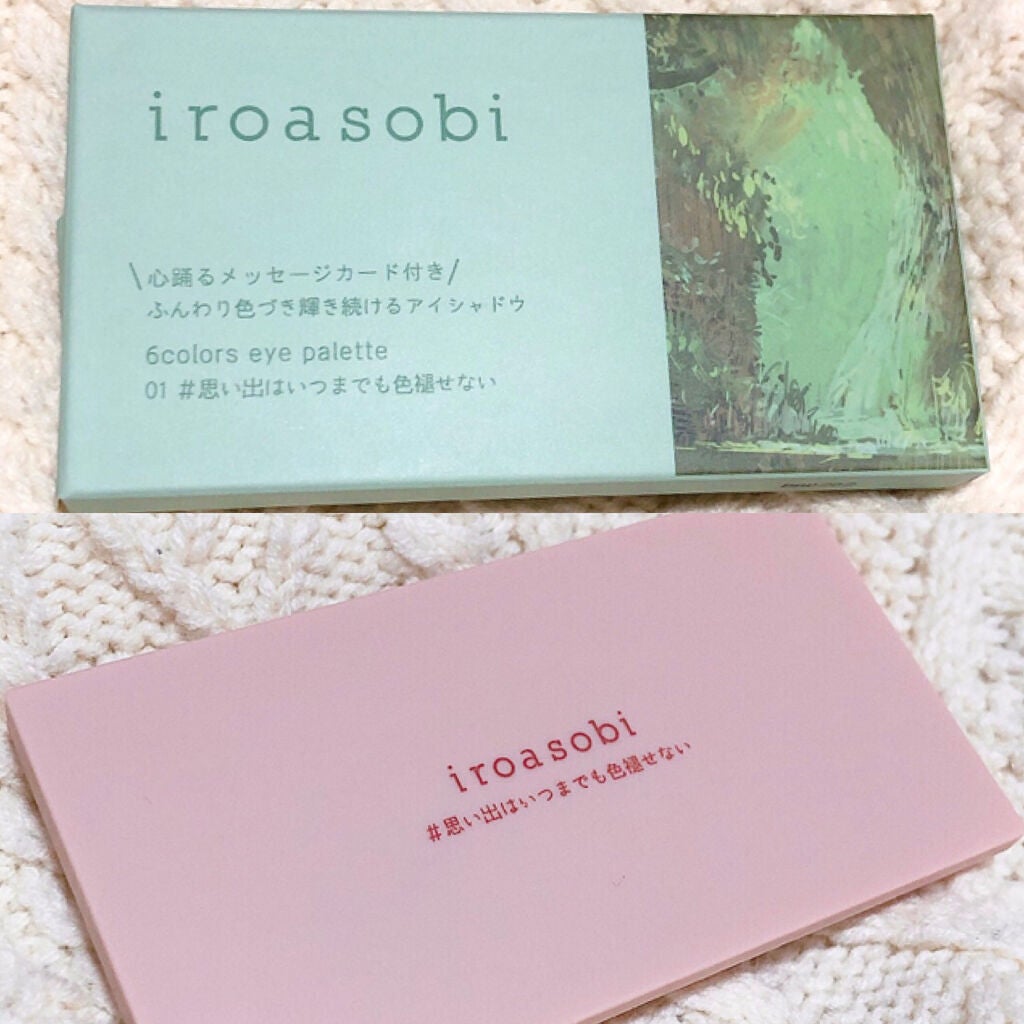 iroasobi
\心踊るメッセージカード付き/
ふんわり色づき輝き続けるアイシャドウ
6colors eye palette
01 #思い出はいつまでも色褪せない
iroasobi
#思い出はいつまでも色褪せない